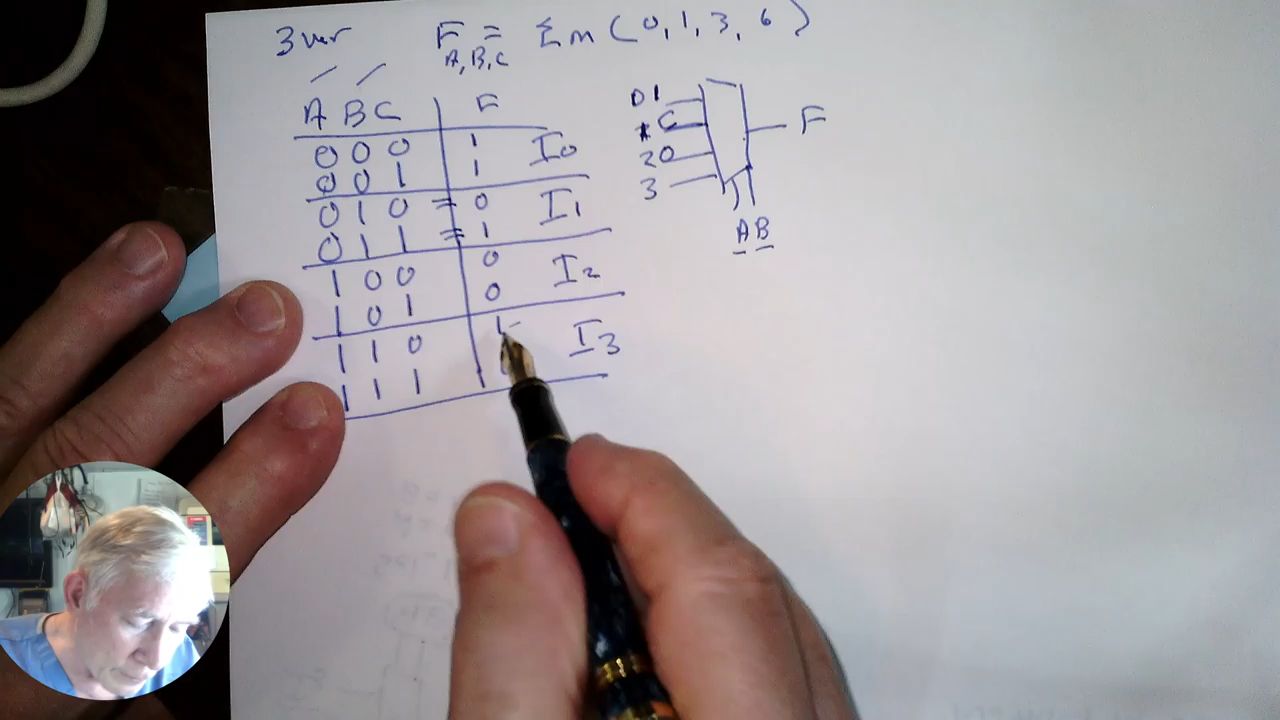 3 var F = Σm (0, 1, 3, 6)
A,B,C
A B C F
0 0 0 1 I0
0 0 1 1
0 1 0 = 0 I1
0 1 1 = 1
1 0 0 0 I2
1 0 1 0
1 1 0 1 I3
1 1 1
0 1
C F
2 0
3
A B